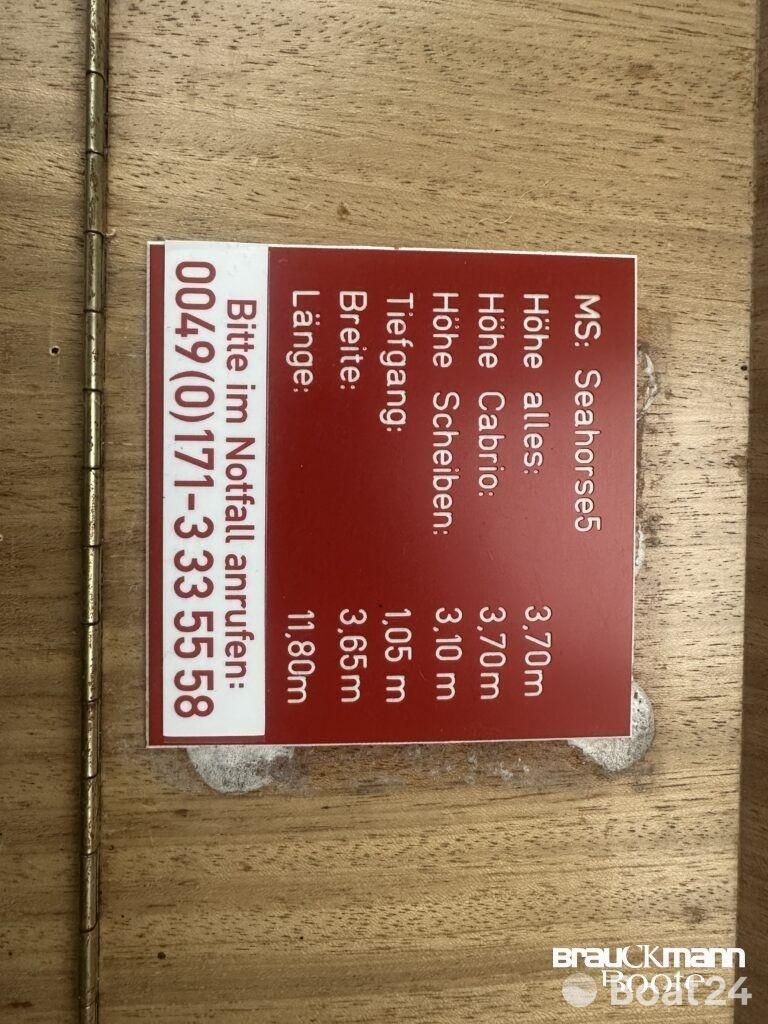 MS: Seahorse5
Höhe alles: 3,70m
Höhe Cabrio: 3,70m
Höhe Scheiben: 3,10 m
Tiefgang: 1,05 m
Breite: 3,65m
Länge: 11,80m
Bitte im Notfall anrufen:
0049(0)171-3 33 55 58
Brauckmann
Boote
Boat24